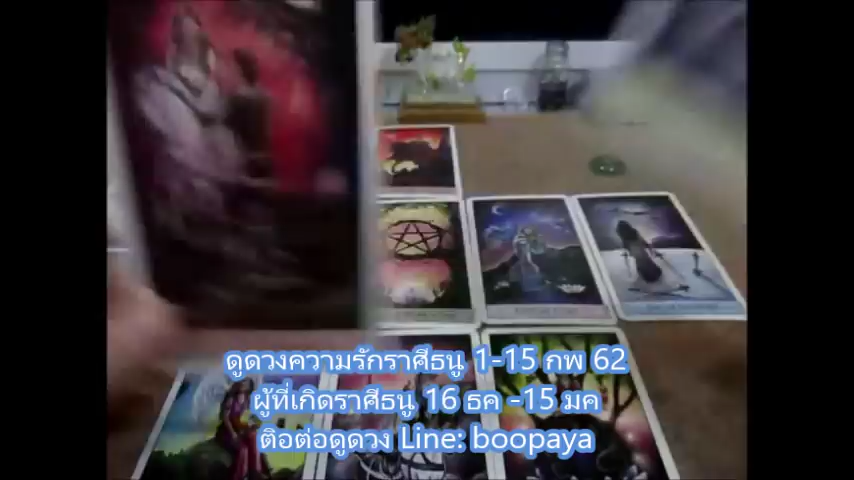 ดูดวงความรักราศีธนู 1-15 กพ 62
ผู้ที่เกิดราศีธนู 16 ธค -15 มค
ติอต่อดูดวง Line: boopaya